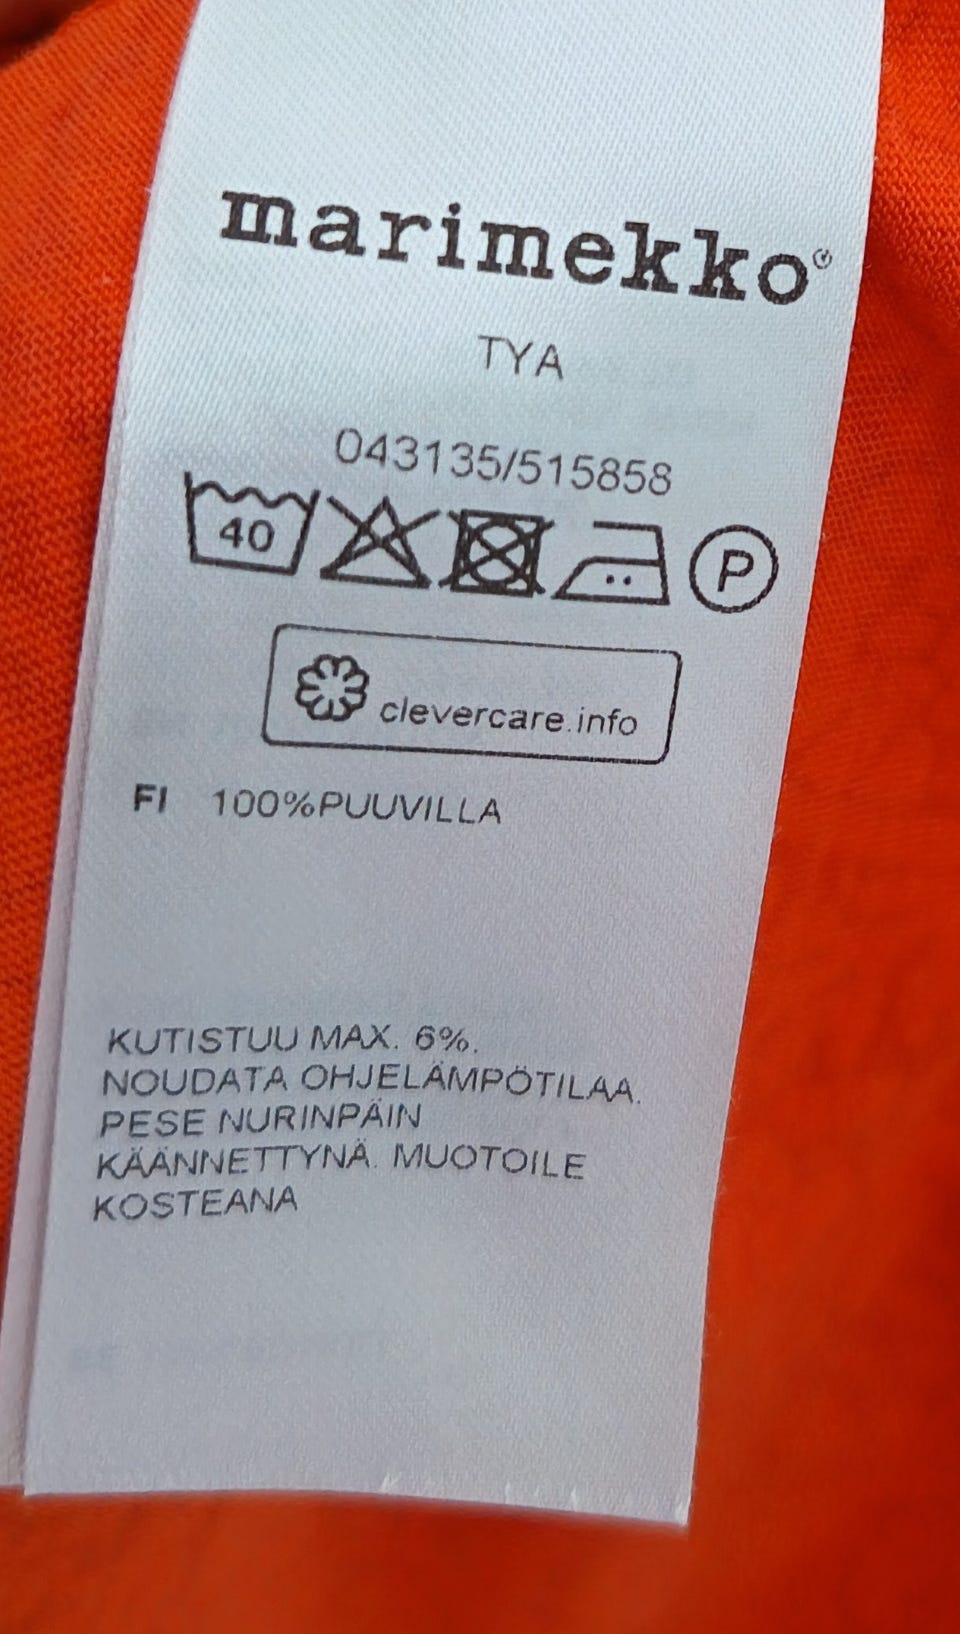 marimekko®
TYA
043135/515858
40 P
clevercare.info
FI 100%PUUVILLA
KUTISTUU MAX. 6%.
NOUDATA OHJELÄMPÖTILAA.
PESE NURINPÄIN
KÄÄNNETTYNÄ. MUOTOILE
KOSTEANA